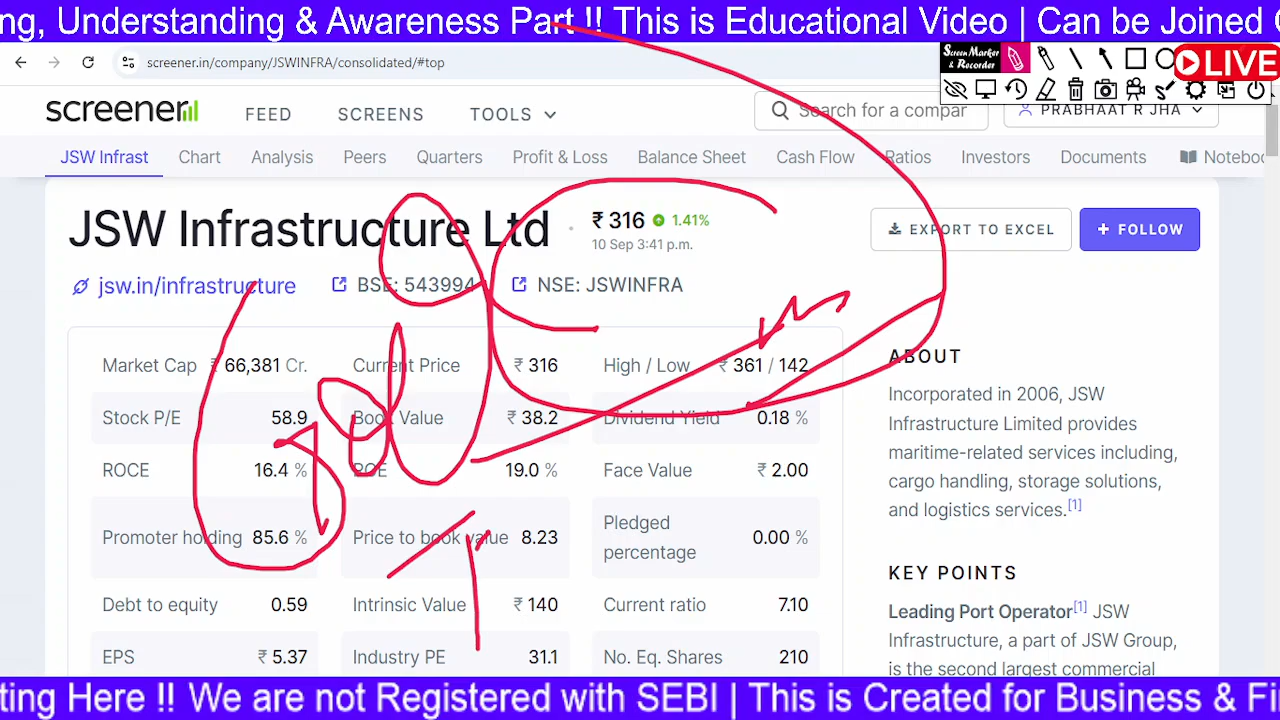 ng, Understanding & Awareness Part !! This is Educational Video | Can be Joined
screener.in/company/JSWINFRA/consolidated/#top
Screen Marker & Recorder
LIVE
screener FEED SCREENS TOOLS Search for a compar PRABHAAT R JHA
JSW Infrast Chart Analysis Peers Quarters Profit & Loss Balance Sheet Cash Flow Ratios Investors Documents Noteboo
JSW Infrastructure Ltd ₹ 316 1.41%
10 Sep 3:41 p.m.
EXPORT TO EXCEL + FOLLOW
jsw.in/infrastructure BSE: 543994 NSE: JSWINFRA
Market Cap ₹ 66,381 Cr. Current Price ₹ 316 High / Low ₹ 361 / 142
Stock P/E 58.9 Book Value ₹ 38.2 Dividend Yield 0.18 %
ROCE 16.4 % ROE 19.0 % Face Value ₹ 2.00
Promoter holding 85.6 % Price to book value 8.23 Pledged percentage 0.00 %
Debt to equity 0.59 Intrinsic Value ₹ 140 Current ratio 7.10
EPS ₹ 5.37 Industry PE 31.1 No. Eq. Shares 210
ABOUT
Incorporated in 2006, JSW
Infrastructure Limited provides
maritime-related services including,
cargo handling, storage solutions,
and logistics services.[1]
KEY POINTS
Leading Port Operator[1] JSW
Infrastructure, a part of JSW Group,
is the second largest commercial
ting Here !! We are not Registered with SEBI | This is Created for Business & Fi